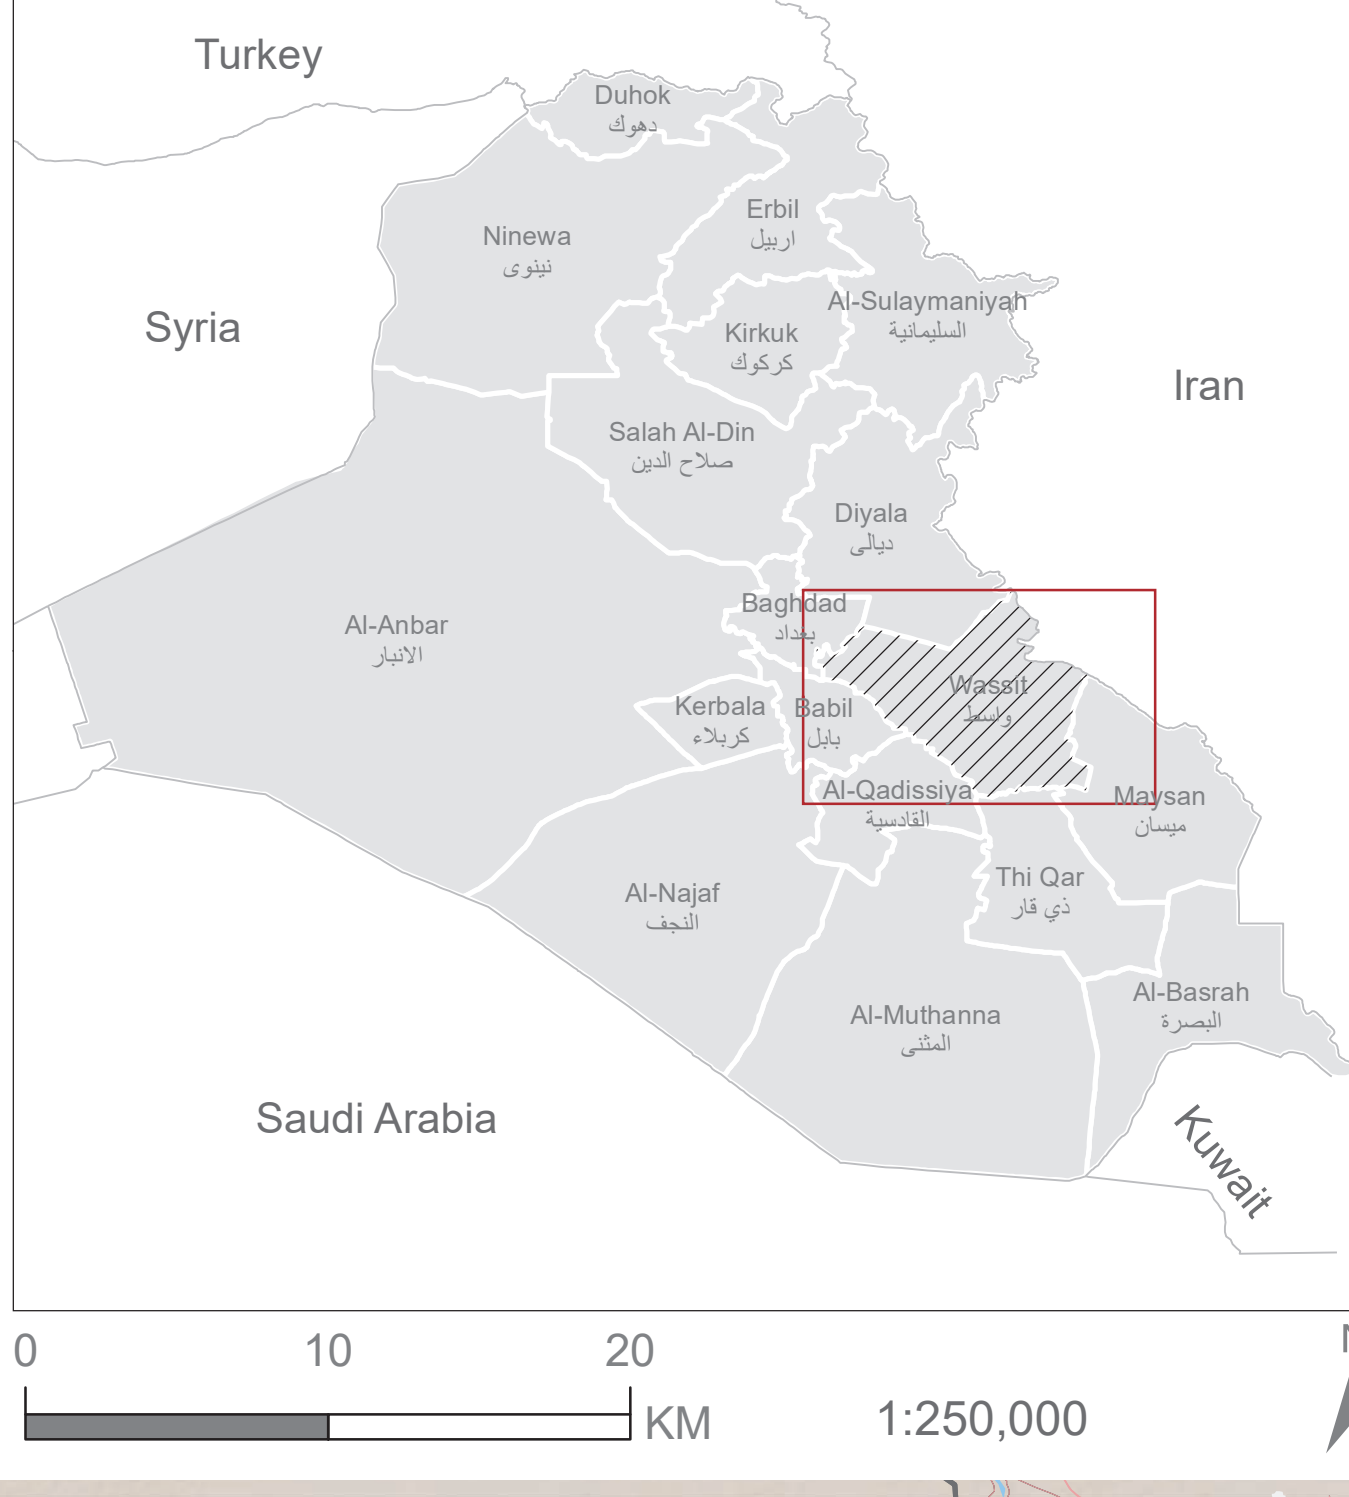 Turkey
Duhok
دهوك
Erbil
اربيل
Ninewa
نينوى
Al-Sulaymaniyah
السليمانية
Syria
Kirkuk
كركوك
Iran
Salah Al-Din
صلاح الدين
Diyala
ديالى
Baghdad
بغداد
Al-Anbar
الانبار
Wassit
واسط
Kerbala
كربلاء
Babil
بابل
Al-Qadissiya
القادسية
Maysan
ميسان
Thi Qar
ذي قار
Al-Najaf
النجف
Al-Basrah
البصرة
Al-Muthanna
المثنى
Saudi Arabia
Kuwait
0 10 20
KM
1:250,000